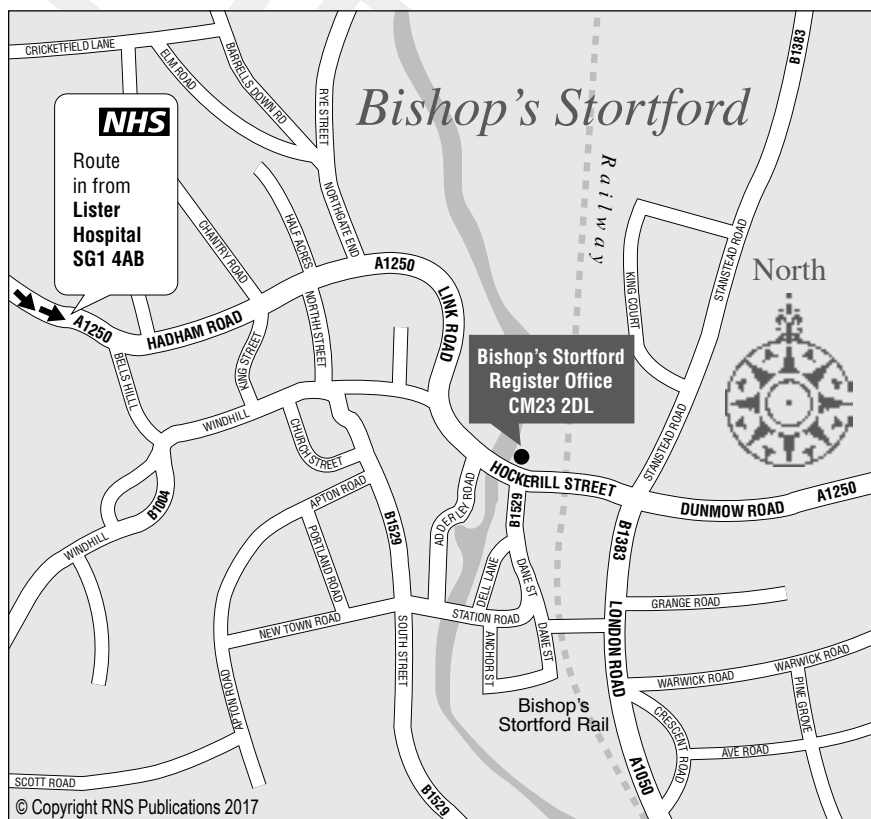 CRICKETFIELD LANE
ELM ROAD
BARRELLS DOWN RD
RYE STREET
B1383
Bishop's Stortford
NHS
Route
in from
Lister
Hospital
SG1 4AB
Railway
CHANTRY ROAD
HALF ACRES
NORTHGATE END
A1250
LINK ROAD
KING COURT
STANSTEAD ROAD
North
A1250
HADHAM ROAD
BELLS HILLL
KING STREET
NORTHH STREET
Bishop's Stortford
Register Office
CM23 2DL
WINDHILL
CHURCH STREET
STANSTEAD ROAD
HOCKERILL STREET
DUNMOW ROAD
A1250
B1004
APTON ROAD
ADDERLEY ROAD
B1529
B1383
WINDHILL
PORTLAND ROAD
B1529
DELL LANE
DANE ST
NEW TOWN ROAD
SOUTH STREET
STATION ROAD
ANCHOR ST
DANE ST
LONDON ROAD
GRANGE ROAD
WARWICK ROAD
WARWICK ROAD
PINE GROVE
APTON ROAD
Bishop's
Stortford Rail
CRESCENT ROAD
AVE ROAD
A1050
SCOTT ROAD
B1529
© Copyright RNS Publications 2017